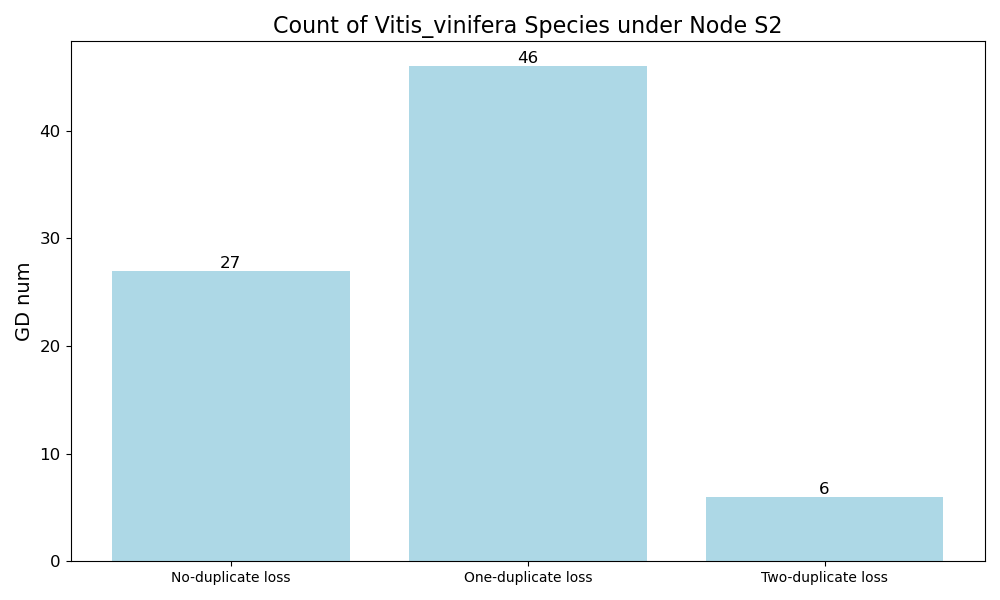 Count of Vitis_vinifera Species under Node S2
46
40
30
27
GD num
20
10
6
0
No-duplicate loss
One-duplicate loss
Two-duplicate loss